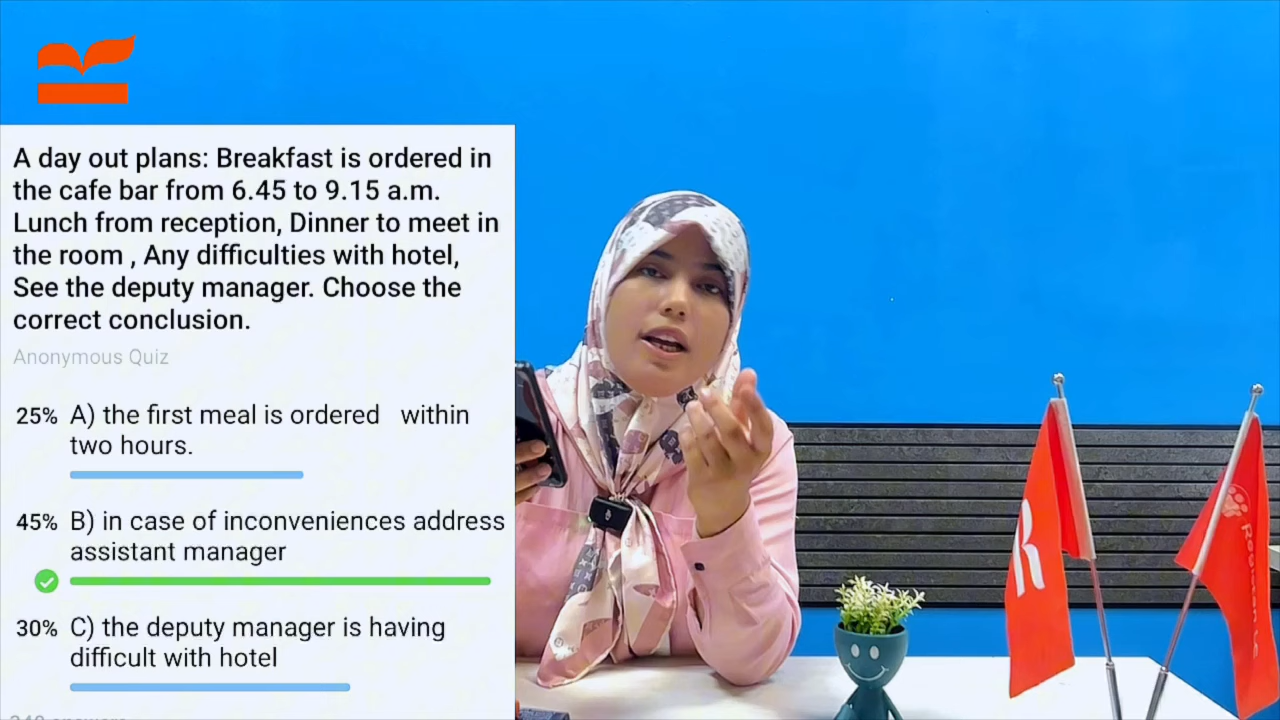 A day out plans: Breakfast is ordered in
the cafe bar from 6.45 to 9.15 a.m.
Lunch from reception, Dinner to meet in
the room , Any difficulties with hotel,
See the deputy manager. Choose the
correct conclusion.
Anonymous Quiz
25% A) the first meal is ordered within
two hours.
45% B) in case of inconveniences address
assistant manager
30% C) the deputy manager is having
difficult with hotel
R